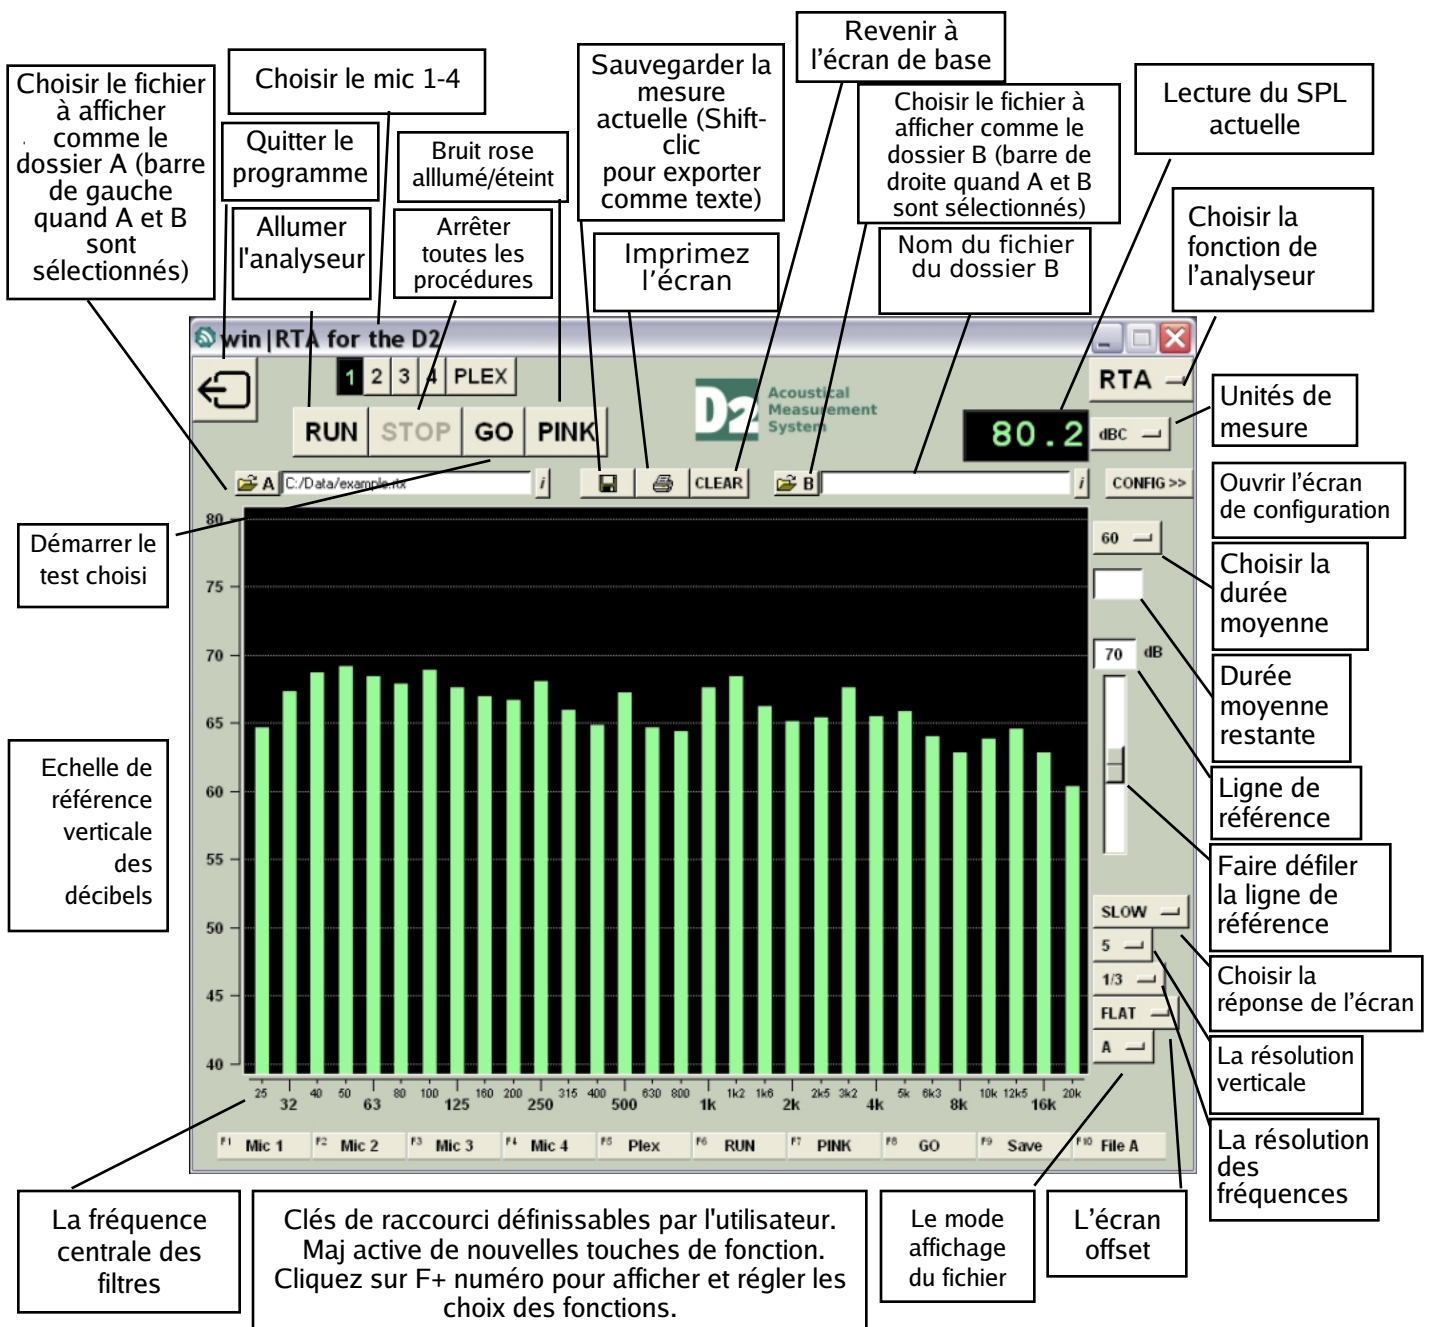 Revenir à
l'écran de base
Choisir le fichier
à afficher
comme le
dossier A (barre
de gauche
quand A et B
sont
sélectionnés)
Choisir le mic 1-4
Quitter le
programme
Allumer
l'analyseur
Bruit rose
alllumé/éteint
Arrêter
toutes les
procédures
Sauvegarder la
mesure
actuelle (Shift-
clic
pour exporter
comme texte)
Imprimez
l'écran
Choisir le fichier à
afficher comme le
dossier B (barre de
droite quand A et B
sont sélectionnés)
Nom du fichier
du dossier B
Lecture du SPL
actuelle
Choisir la
fonction de
l'analyseur
win|RTA for the D2
1 2 3 4 PLEX
RUN STOP GO PINK
D2 Acoustical
Measurement
System
80.2
RTA
dBC
A C:/Data/example.rtx i
CLEAR
B i
CONFIG >>
Unités de
mesure
Ouvrir l'écran
de configuration
Choisir la
durée
moyenne
Durée
moyenne
restante
Ligne de
référence
Faire défiler
la ligne de
référence
Choisir la
réponse de l'écran
La résolution
verticale
La résolution
des
fréquences
Démarrer le
test choisi
Echelle de
référence
verticale
des
décibels
80
75
70
65
60
55
50
45
40
60
70 dB
SLOW
5
1/3
FLAT
A
25 40 50 80 100 160 200 315 400 630 800 1k2 1k6 2k5 3k2 5k 6k3 10k 12k5 20k
32 63 125 250 500 1k 2k 4k 8k 16k
F1 Mic 1 F2 Mic 2 F3 Mic 3 F4 Mic 4 F5 Plex F6 RUN F7 PINK F8 GO F9 Save F10 File A
La fréquence
centrale des
filtres
Clés de raccourci définissables par l'utilisateur.
Maj active de nouvelles touches de fonction.
Cliquez sur F+ numéro pour afficher et régler les
choix des fonctions.
Le mode
affichage
du fichier
L'écran
offset